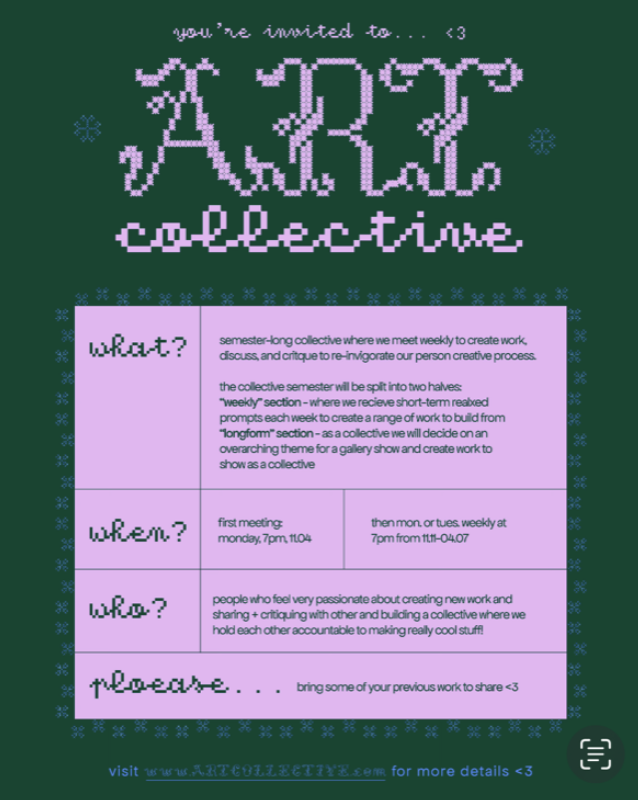 you're invited to... <3
ART
collective
what?
semester-long collective where we meet weekly to create work,
discuss, and critque to re-invigorate our person creative process.
the collective semester will be split into two halves:
"weekly" section - where we recieve short-term realxed
prompts each week to create a range of work to build from
"longform" section - as a collective we will decide on an
overarching theme for a gallery show and create work to
show as a collective
when?
first meeting:
monday, 7pm, 11.04
then mon. or tues. weekly at
7pm from 11.11-04.07
who?
people who feel very passionate about creating new work and
sharing + critiquing with other and building a collective where we
hold each other accountable to making really cool stuff!
ploease... bring some of your previous work to share <3
visit www.ARTCOLLECTIVE.com for more details <3